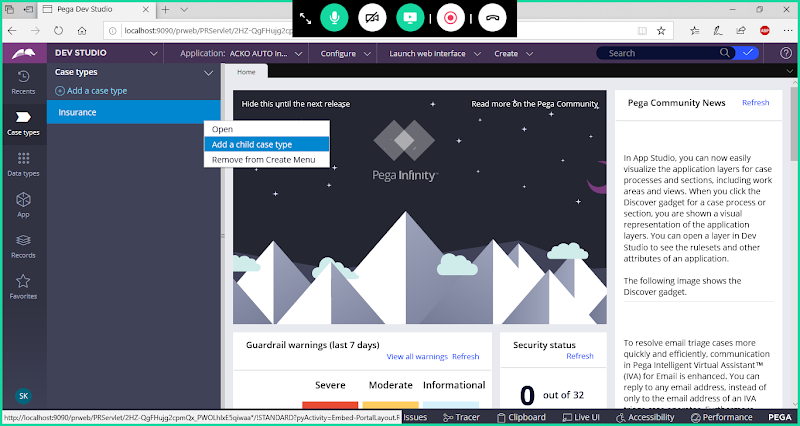 Pega Dev Studio
localhost:9090/prweb/PRServlet/2HZ-QgFHujg2cpm
ABP
DEV STUDIO
Application: ACKO AUTO In...
Configure
Launch web interface
Create
Search
Recents
Case types
Data types
App
Records
Favorites
SK
Case types
Add a case type
Insurance
Open
Add a child case type
Remove from Create Menu
Home
Hide this until the next release
Read more on the Pega Community
Pega Infinity
Guardrail warnings (last 7 days)
View all warnings Refresh
Severe
Moderate
Informational
Security status
Refresh
0 out of 32
Pega Community News
Refresh
In App Studio, you can now easily
visualize the application layers for case
processes and sections, including work
areas and views. When you click the
Discover gadget for a case process or
section, you are shown a visual
representation of the application
layers. You can open a layer in Dev
Studio to see the rulesets and other
attributes of an application.
The following image shows the
Discover gadget.
To resolve email triage cases more
quickly and efficiently, communication
in Pega Intelligent Virtual Assistant™
(IVA) for Email is enhanced. You can
reply to any email address, instead of
only to the email address of an IVA
http://localhost:9090/prweb/PRServlet/2HZ-QgFHujg2cpmQx_PWOLhlxE5qiwaa*/!STANDARD?pyActivity=Embed-PortalLayout.R
Issues
Tracer
Clipboard
Live UI
Accessibility
Performance
PEGA